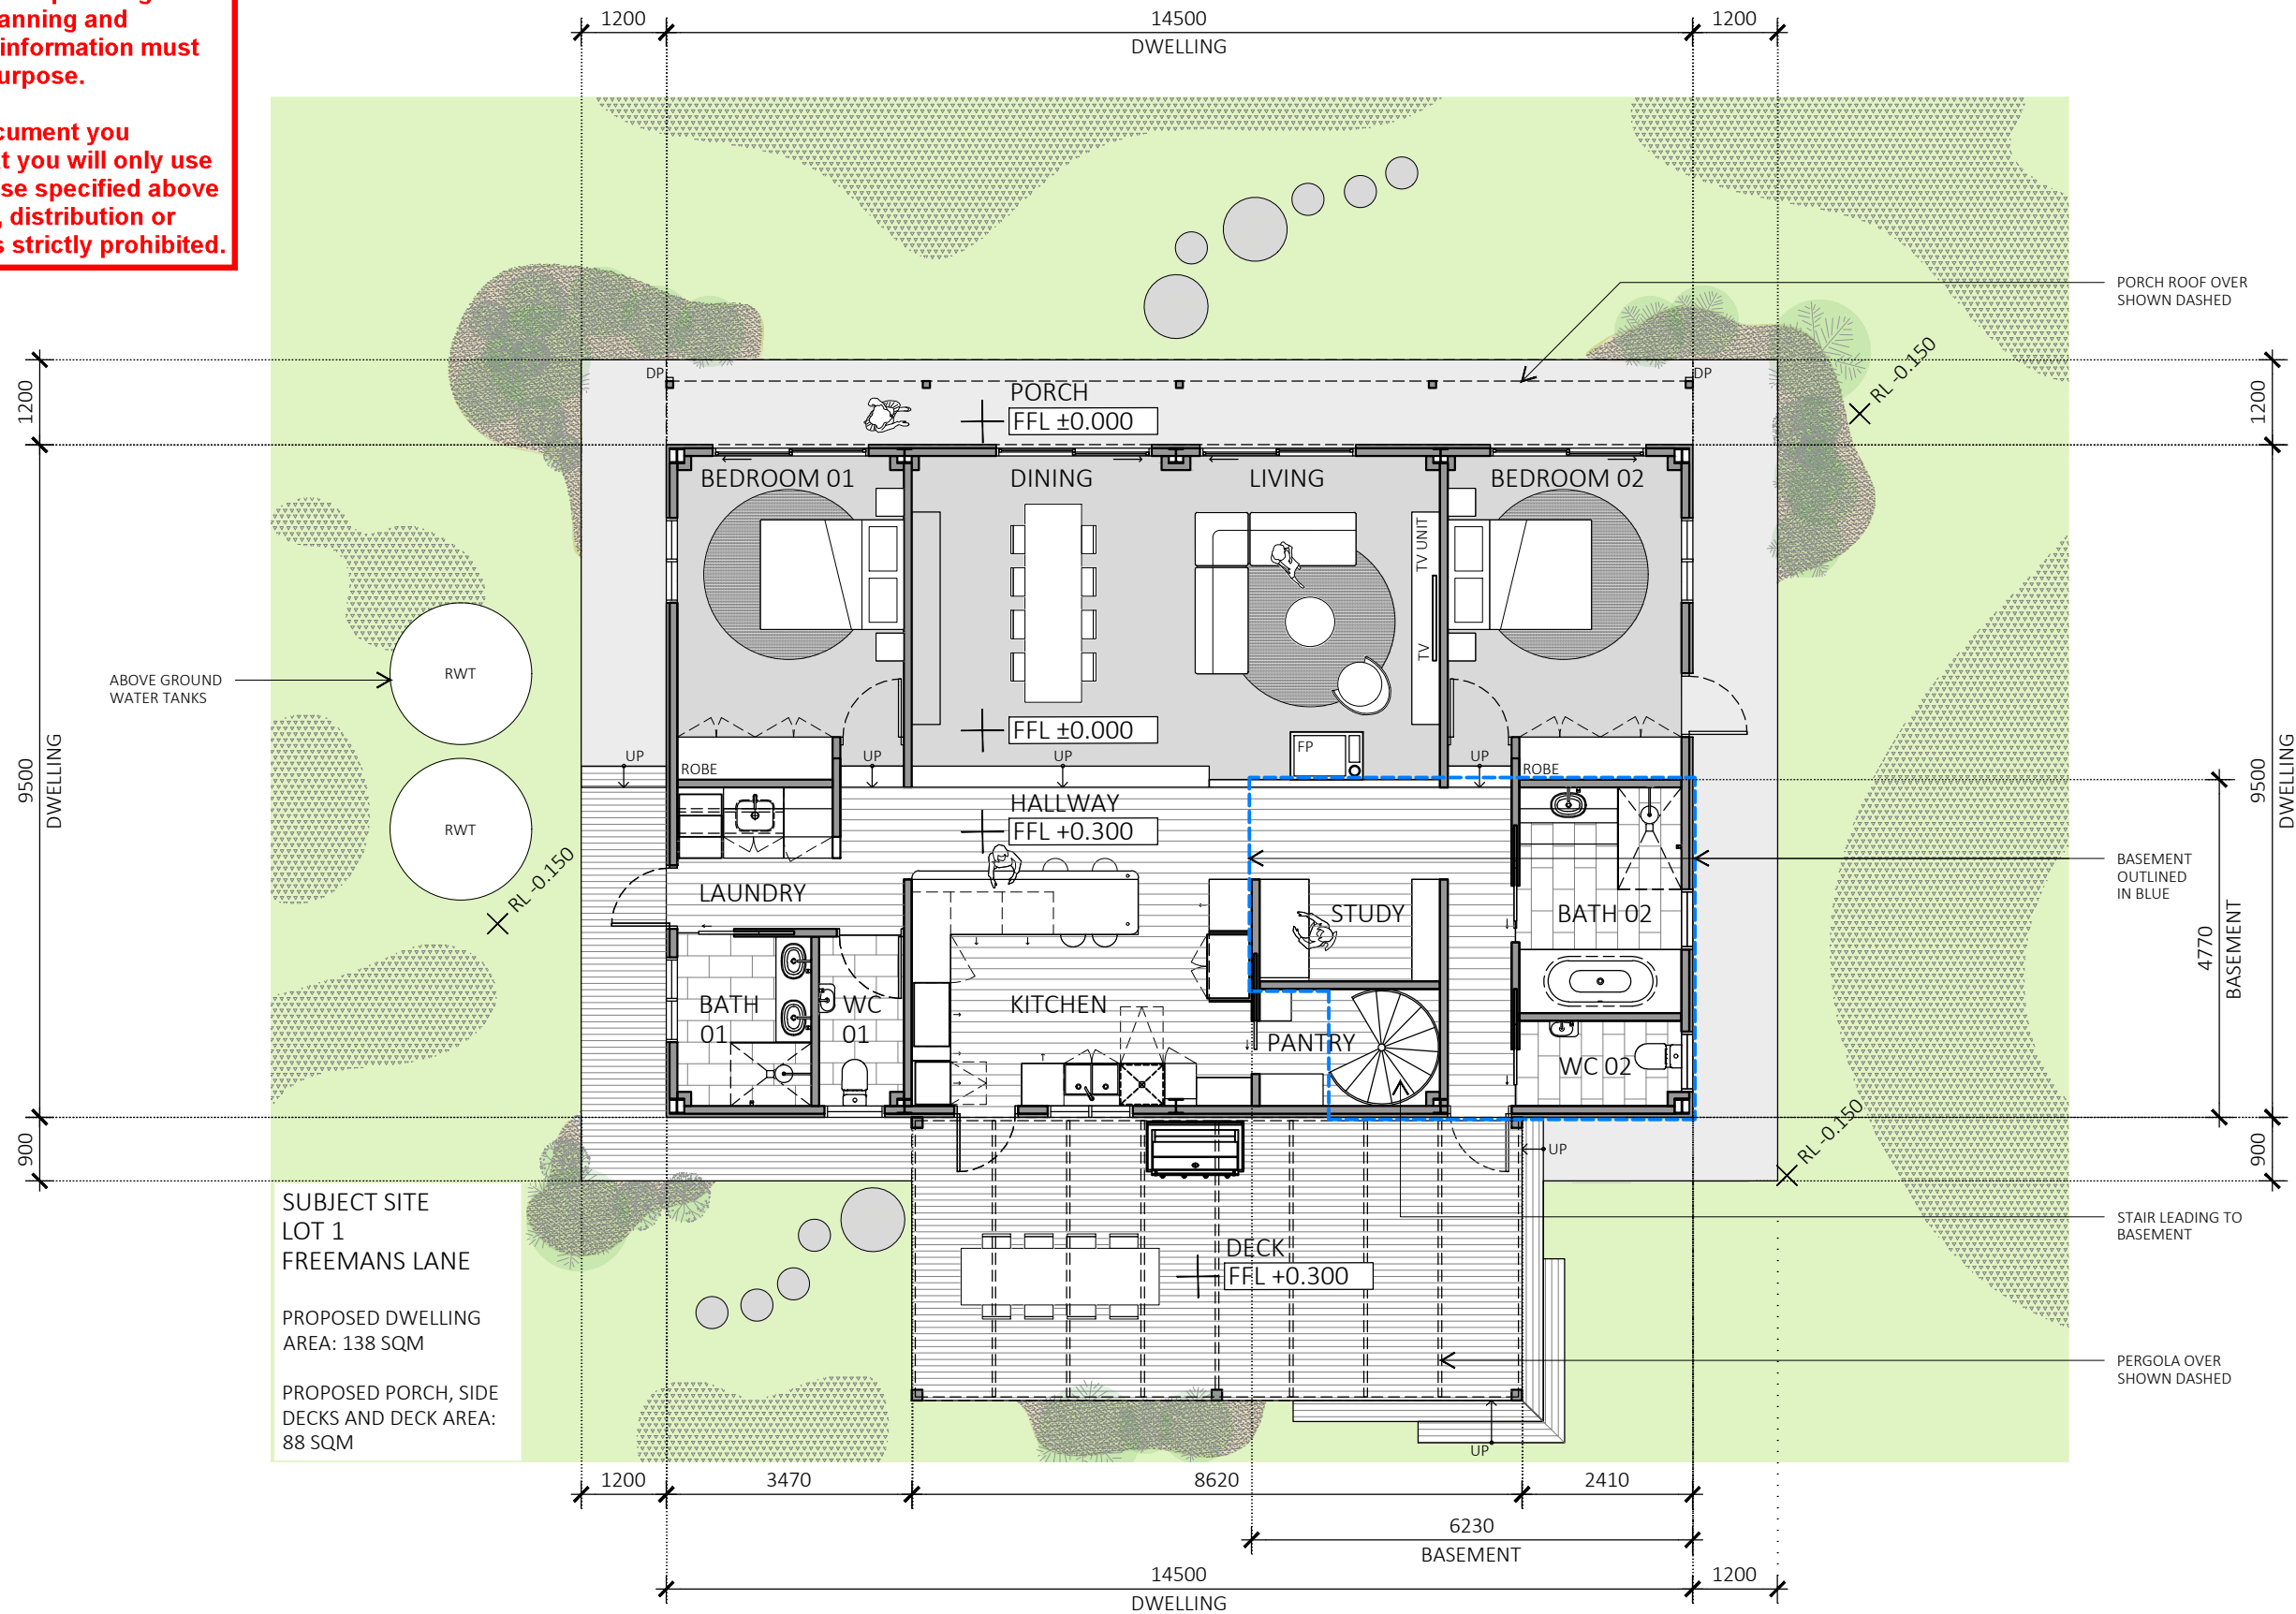 anning and
information must
urpose.
cument you
t you will only use
se specified above
, distribution or
s strictly prohibited.
1200
14500
DWELLING
1200
PORCH ROOF OVER
SHOWN DASHED
RL -0.150
DP
DP
PORCH
FFL ±0.000
1200
1200
BEDROOM 01
DINING
LIVING
BEDROOM 02
TV UNIT
TV
ABOVE GROUND
WATER TANKS
RWT
RWT
FFL ±0.000
FP
UP
UP
UP
UP
ROBE
ROBE
9500
DWELLING
9500
DWELLING
HALLWAY
FFL +0.300
RL -0.150
LAUNDRY
STUDY
BATH 02
BASEMENT
OUTLINED
IN BLUE
4770
BASEMENT
BATH
01
WC
01
KITCHEN
PANTRY
WC 02
RL -0.150
900
900
UP
SUBJECT SITE
LOT 1
FREEMANS LANE
PROPOSED DWELLING
AREA: 138 SQM
PROPOSED PORCH, SIDE
DECKS AND DECK AREA:
88 SQM
DECK
FFL +0.300
STAIR LEADING TO
BASEMENT
PERGOLA OVER
SHOWN DASHED
UP
1200
3470
8620
2410
6230
BASEMENT
14500
DWELLING
1200